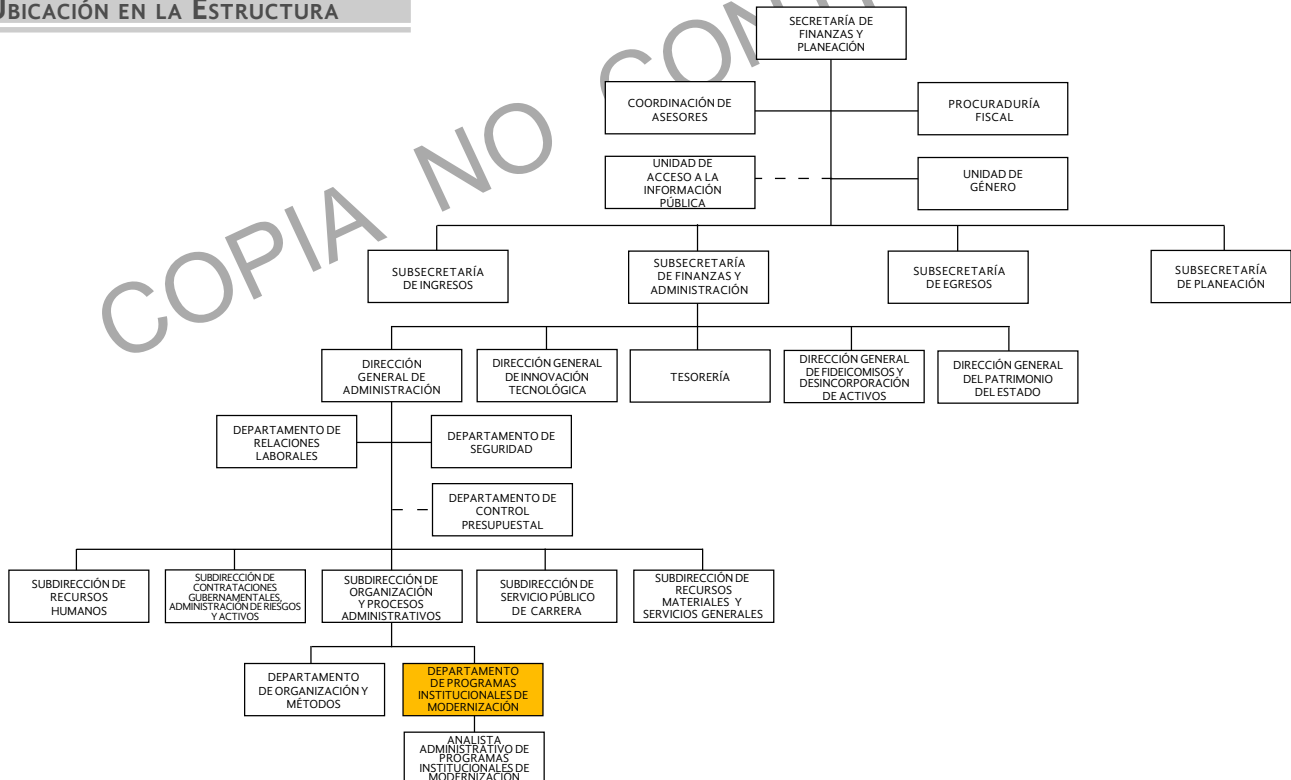 UBICACIÓN EN LA ESTRUCTURA
COPIA NO
SECRETARÍA DE
FINANZAS Y
PLANEACIÓN
COORDINACIÓN DE
ASESORES
PROCURADURÍA
FISCAL
UNIDAD DE
ACCESO A LA
INFORMACIÓN
PÚBLICA
UNIDAD DE
GÉNERO
SUBSECRETARÍA
DE INGRESOS
SUBSECRETARÍA
DE FINANZAS Y
ADMINISTRACIÓN
SUBSECRETARÍA
DE EGRESOS
SUBSECRETARÍA
DE PLANEACIÓN
DIRECCIÓN
GENERAL DE
ADMINISTRACIÓN
DIRECCIÓN GENERAL
DE INNOVACIÓN
TECNOLÓGICA
TESORERÍA
DIRECCIÓN GENERAL
DE FIDEICOMISOS Y
DESINCORPORACIÓN
DE ACTIVOS
DIRECCIÓN GENERAL
DEL PATRIMONIO
DEL ESTADO
DEPARTAMENTO DE
RELACIONES
LABORALES
DEPARTAMENTO DE
SEGURIDAD
DEPARTAMENTO DE
CONTROL
PRESUPUESTAL
SUBDIRECCIÓN DE
RECURSOS
HUMANOS
SUBDIRECCIÓN DE
CONTRATACIONES
GUBERNAMENTALES,
ADMINISTRACIÓN DE RIESGOS
Y ACTIVOS
SUBDIRECCIÓN DE
ORGANIZACIÓN
Y PROCESOS
ADMINISTRATIVOS
SUBDIRECCIÓN DE
SERVICIO PÚBLICO
DE CARRERA
SUBDIRECCIÓN DE
RECURSOS
MATERIALES Y
SERVICIOS GENERALES
DEPARTAMENTO
DE ORGANIZACIÓN Y
MÉTODOS
DEPARTAMENTO
DE PROGRAMAS
INSTITUCIONALES DE
MODERNIZACIÓN
ANALISTA
ADMINISTRATIVO DE
PROGRAMAS
INSTITUCIONALES DE
MODERNIZACIÓN